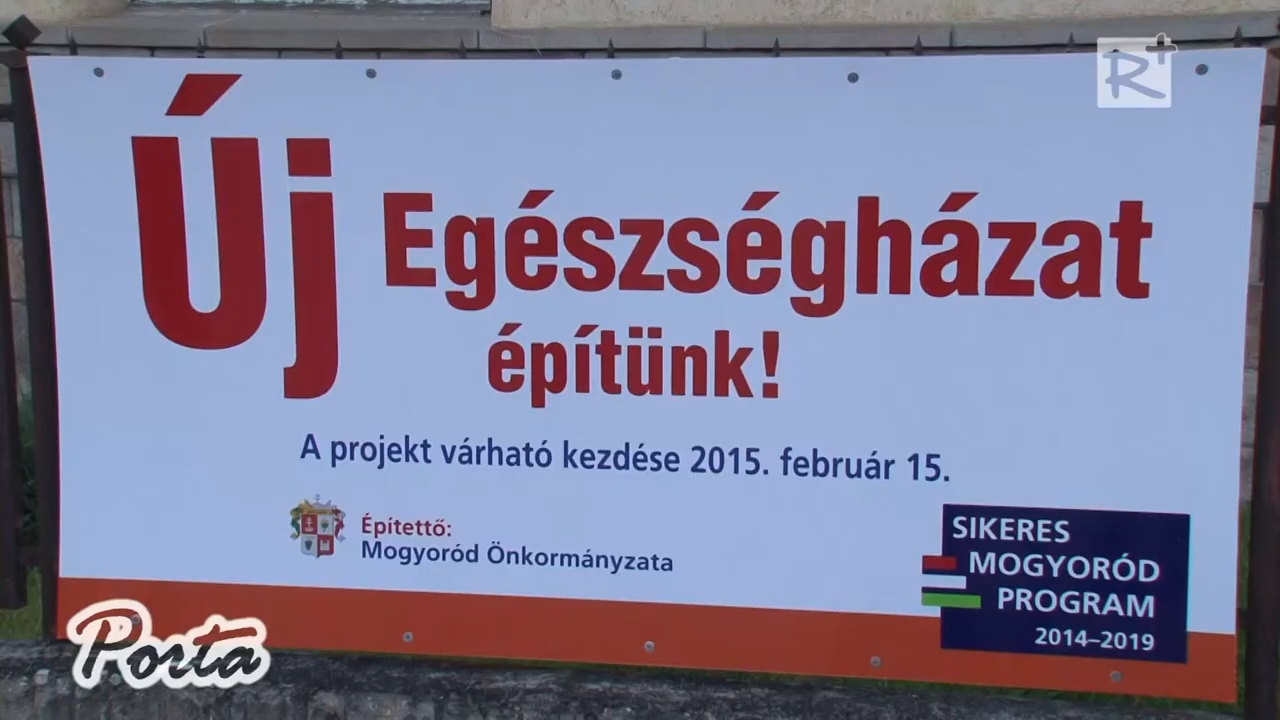 R+
Új Egészségházat
építünk!
A projekt várható kezdése 2015. február 15.
Építettő:
Mogyoród Önkormányzata
SIKERES
MOGYORÓD
PROGRAM
2014–2019
Porta